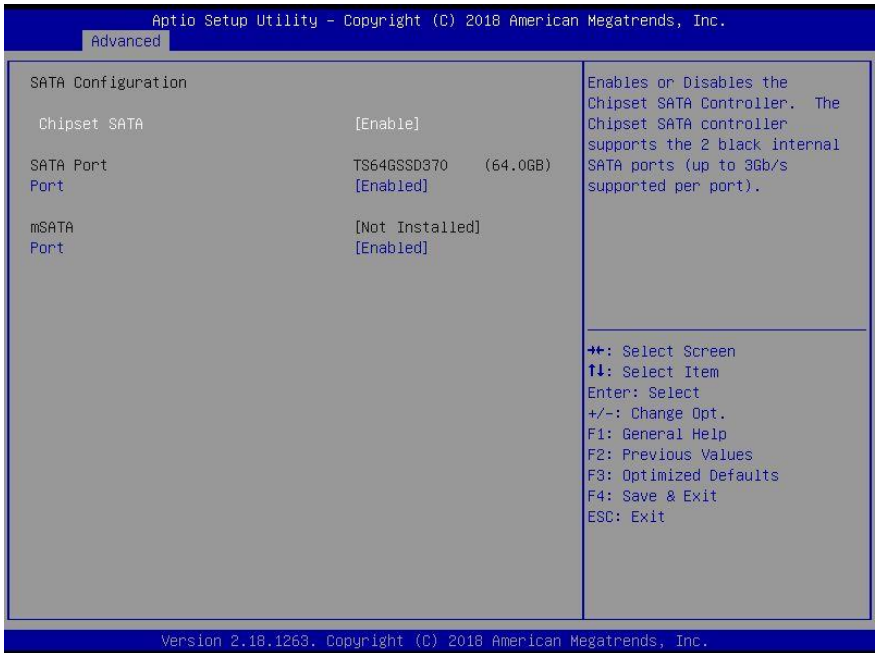 Aptio Setup Utility – Copyright (C) 2018 American Megatrends, Inc.
Advanced
SATA Configuration
Chipset SATA [Enable]
SATA Port TS64GSSD370 (64.0GB)
Port [Enabled]
mSATA [Not Installed]
Port [Enabled]
Enables or Disables the
Chipset SATA Controller. The
Chipset SATA controller
supports the 2 black internal
SATA ports (up to 3Gb/s
supported per port).
→←: Select Screen
↑↓: Select Item
Enter: Select
+/-: Change Opt.
F1: General Help
F2: Previous Values
F3: Optimized Defaults
F4: Save & Exit
ESC: Exit
Version 2.18.1263. Copyright (C) 2018 American Megatrends, Inc.